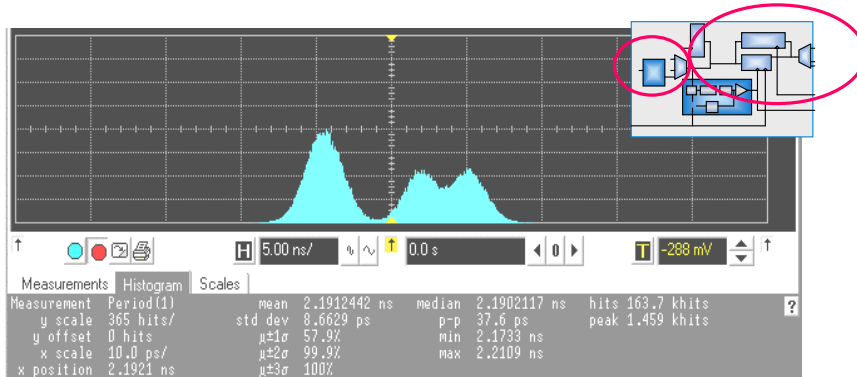 H 5.00 ns/ 0.0 s 0 T -288 mV
Measurements Histogram Scales
Measurement Period(1) mean 2.1912442 ns median 2.1902117 ns hits 163.7 khits ?
y scale 365 hits/ std dev 8.6629 ps p-p 37.6 ps peak 1.459 khits
y offset 0 hits µ±1σ 57.9% min 2.1733 ns
x scale 10.0 ps/ µ±2σ 99.9% max 2.2109 ns
x position 2.1921 ns µ±3σ 100%